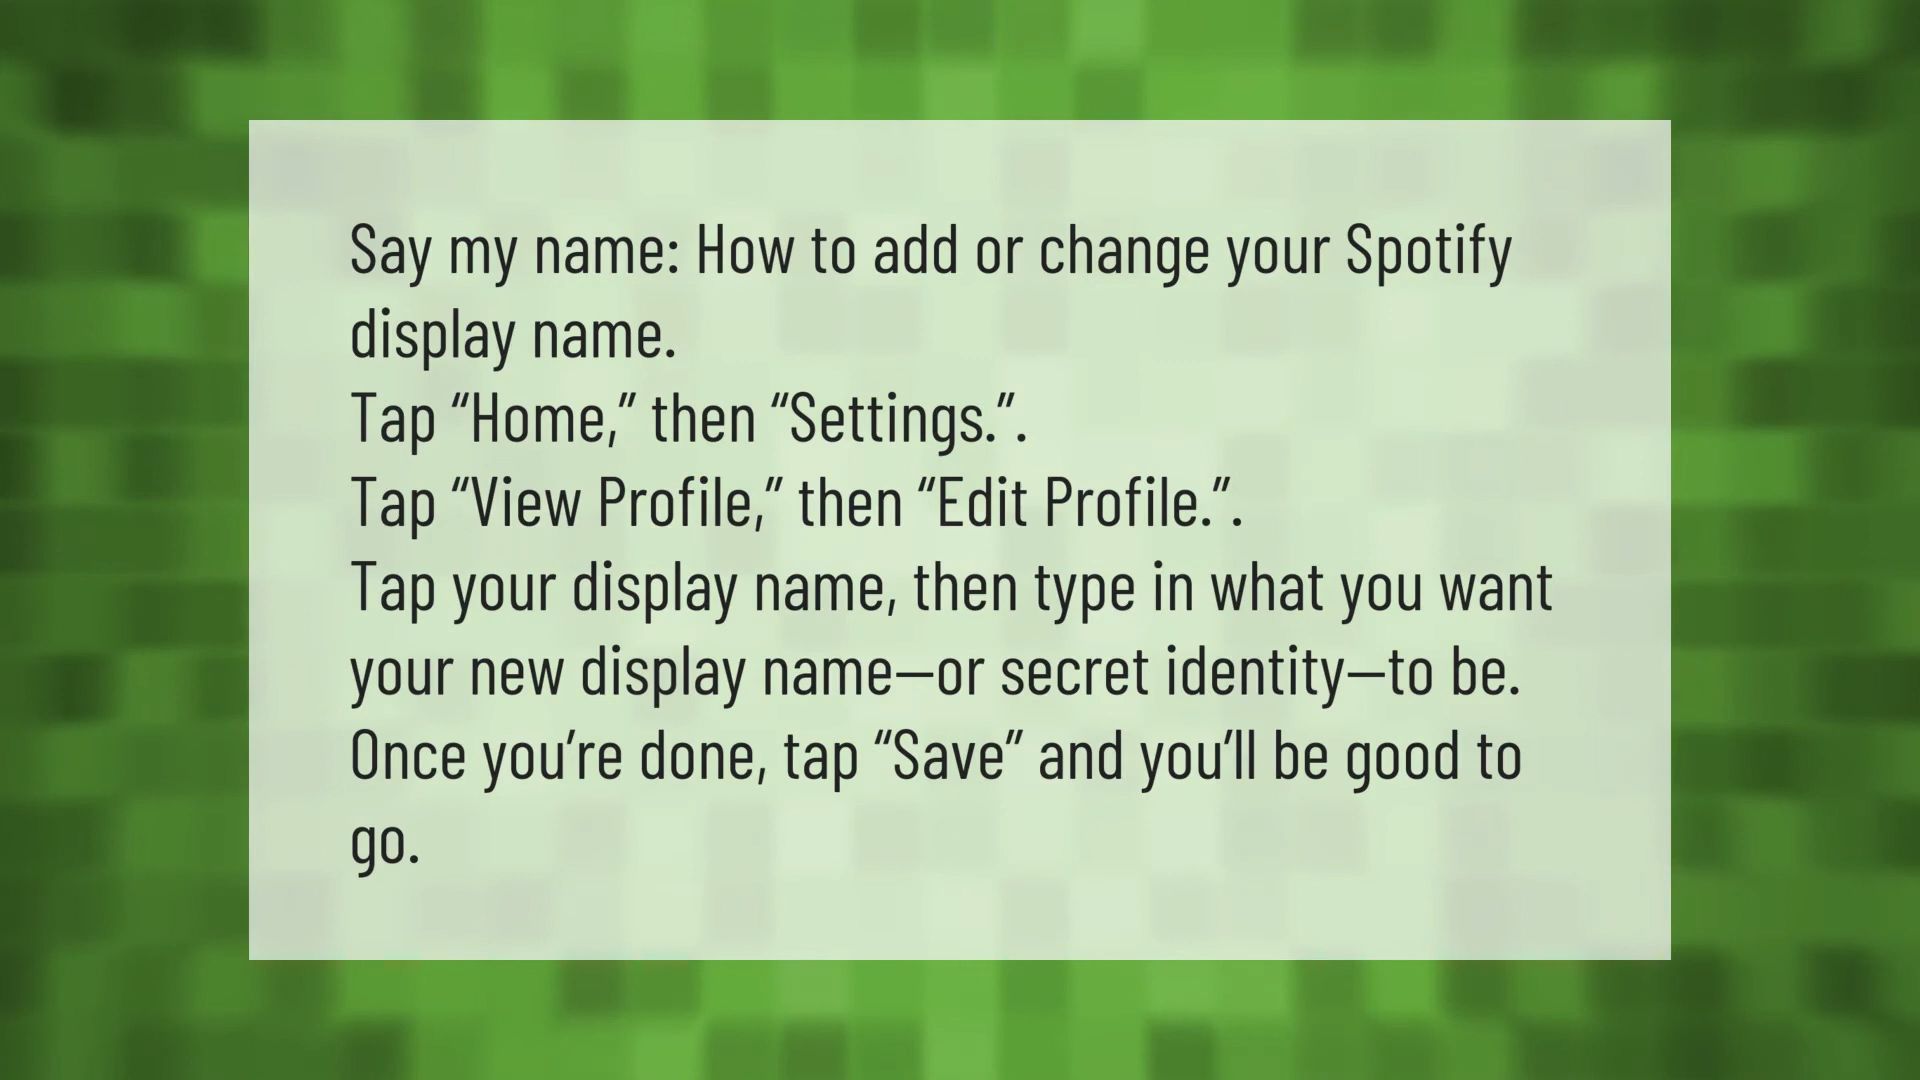 Say my name: How to add or change your Spotify
display name.
Tap “Home,” then “Settings.”.
Tap “View Profile,” then “Edit Profile.”.
Tap your display name, then type in what you want
your new display name—or secret identity—to be.
Once you’re done, tap “Save” and you’ll be good to
go.